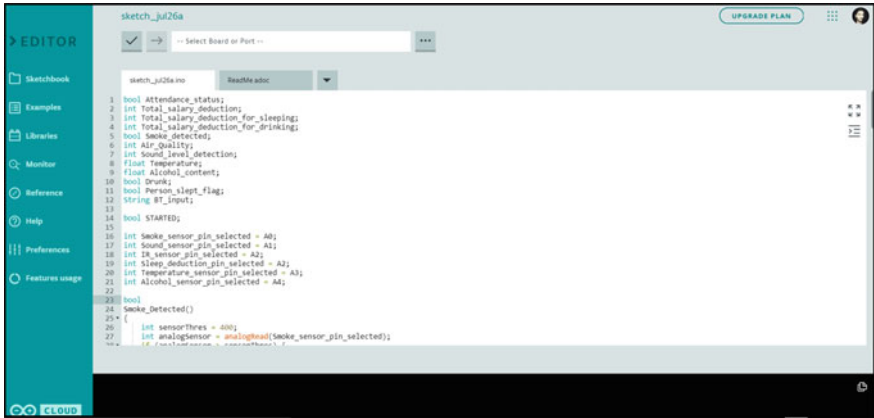 sketch_jul26a
UPGRADE PLAN
EDITOR
-- Select Board or Port --
Sketchbook
Examples
Libraries
Monitor
Reference
Help
Preferences
Features usage
sketch_jul26a.ino
ReadMe.adoc
1 bool Attendance_status;
2 int Total_salary_deduction;
3 int Total_salary_deduction_for_sleeping;
4 int Total_salary_deduction_for_drinking;
5 bool Smoke_detected;
6 int Air_Quality;
7 int Sound_level_detection;
8 float Temperature;
9 float Alcohol_content;
10 bool Drunk;
11 bool Person_slept_flag;
12 String BT_input;
13
14 bool STARTED;
15
16 int Smoke_sensor_pin_selected = A0;
17 int Sound_sensor_pin_selected = A1;
18 int IR_sensor_pin_selected = A2;
19 int Sleep_deduction_pin_selected = A2;
20 int Temperature_sensor_pin_selected = A3;
21 int Alcohol_sensor_pin_selected = A4;
22
23 bool
24 Smoke_Detected()
25 {
26 int sensorThres = 400;
27 int analogSensor = analogRead(Smoke_sensor_pin_selected);
28 if (analogSensor > sensorThres) {
CLOUD